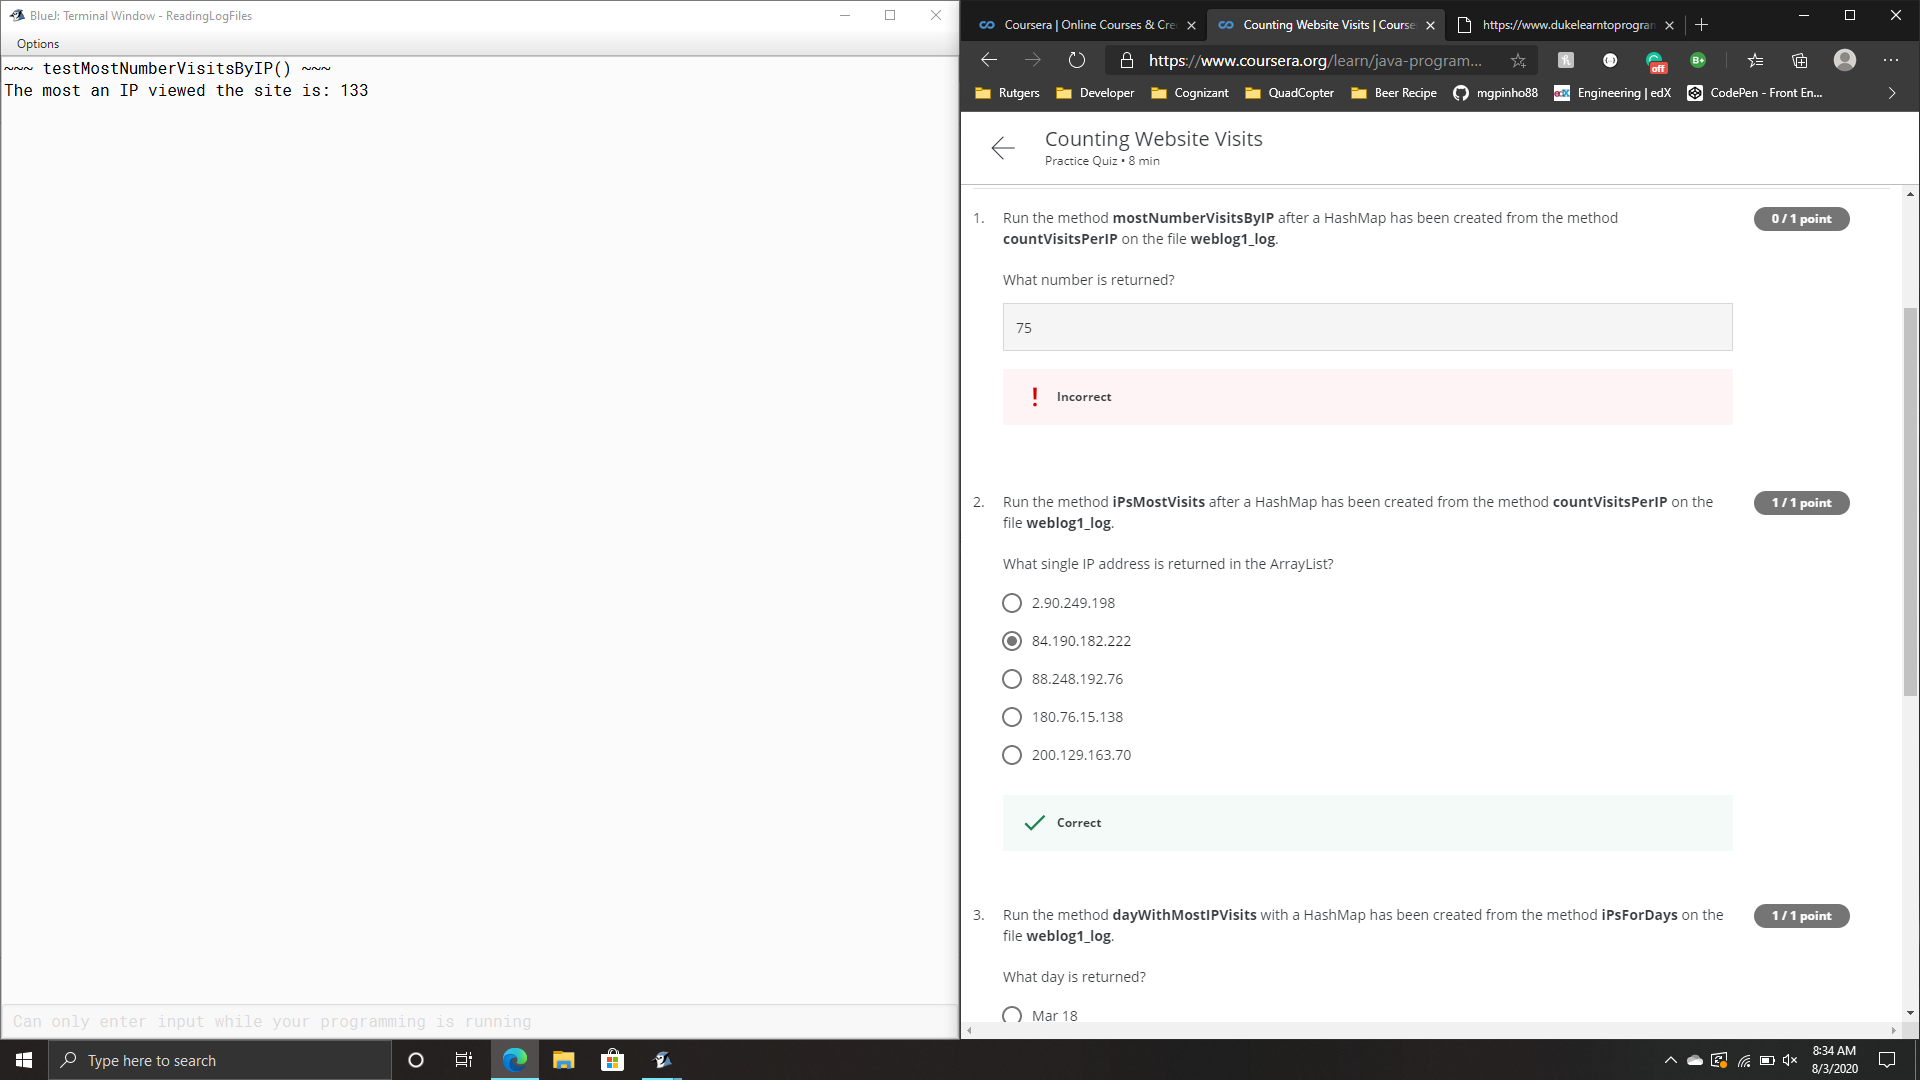 BlueJ: Terminal Window - ReadingLogFiles
Options
~~~ testMostNumberVisitsByIP() ~~~
The most an IP viewed the site is: 133
Can only enter input while your programming is running
Coursera | Online Courses & Cre
Counting Website Visits | Course
https://www.dukelearntoprogran
https://www.coursera.org/learn/java-program...
off
B+
Rutgers
Developer
Cognizant
QuadCopter
Beer Recipe
mgpinho88
edX
Engineering | edX
CodePen - Front En...
Counting Website Visits
Practice Quiz • 8 min
1. Run the method mostNumberVisitsByIP after a HashMap has been created from the method
countVisitsPerIP on the file weblog1_log.
0 / 1 point
What number is returned?
75
! Incorrect
2. Run the method iPsMostVisits after a HashMap has been created from the method countVisitsPerIP on the
file weblog1_log.
1 / 1 point
What single IP address is returned in the ArrayList?
2.90.249.198
84.190.182.222
88.248.192.76
180.76.15.138
200.129.163.70
Correct
3. Run the method dayWithMostIPVisits with a HashMap has been created from the method iPsForDays on the
file weblog1_log.
1 / 1 point
What day is returned?
Mar 18
Type here to search
8:34 AM
8/3/2020